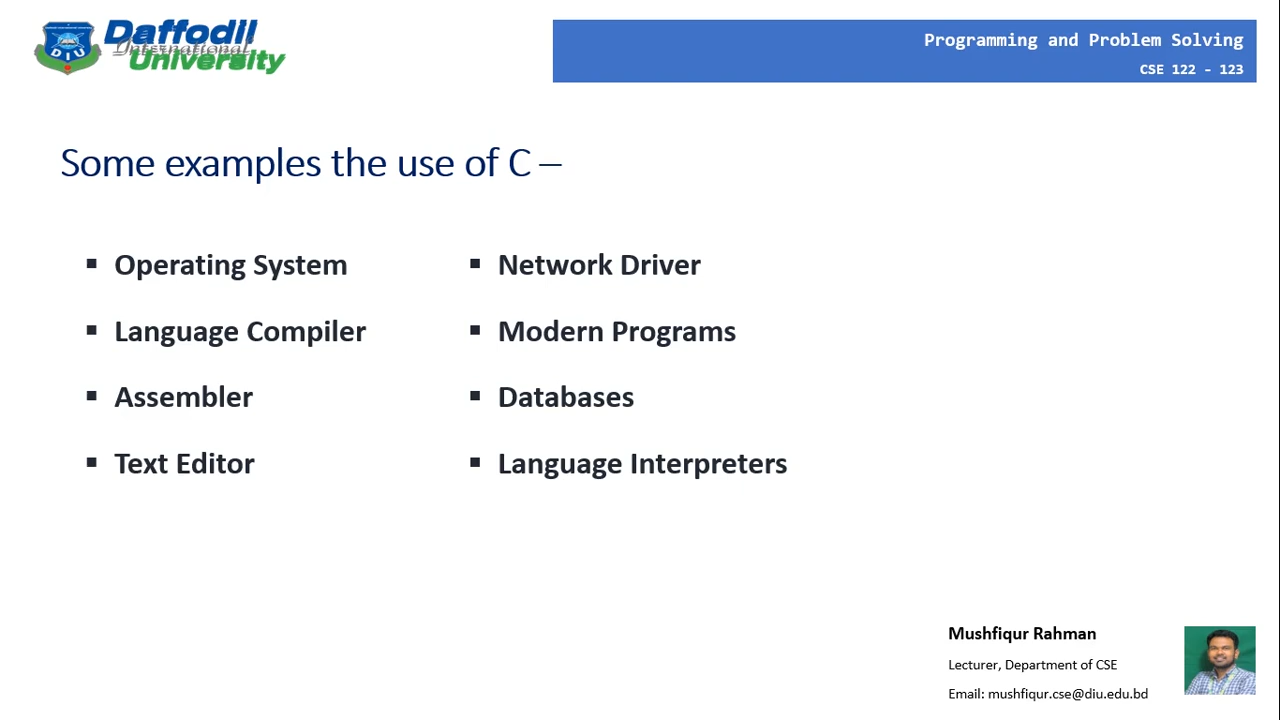 Daffodil
International
University
DIU
Programming and Problem Solving
CSE 122 - 123
Some examples the use of C –
▪ Operating System
▪ Language Compiler
▪ Assembler
▪ Text Editor
▪ Network Driver
▪ Modern Programs
▪ Databases
▪ Language Interpreters
Mushfiqur Rahman
Lecturer, Department of CSE
Email: mushfiqur.cse@diu.edu.bd